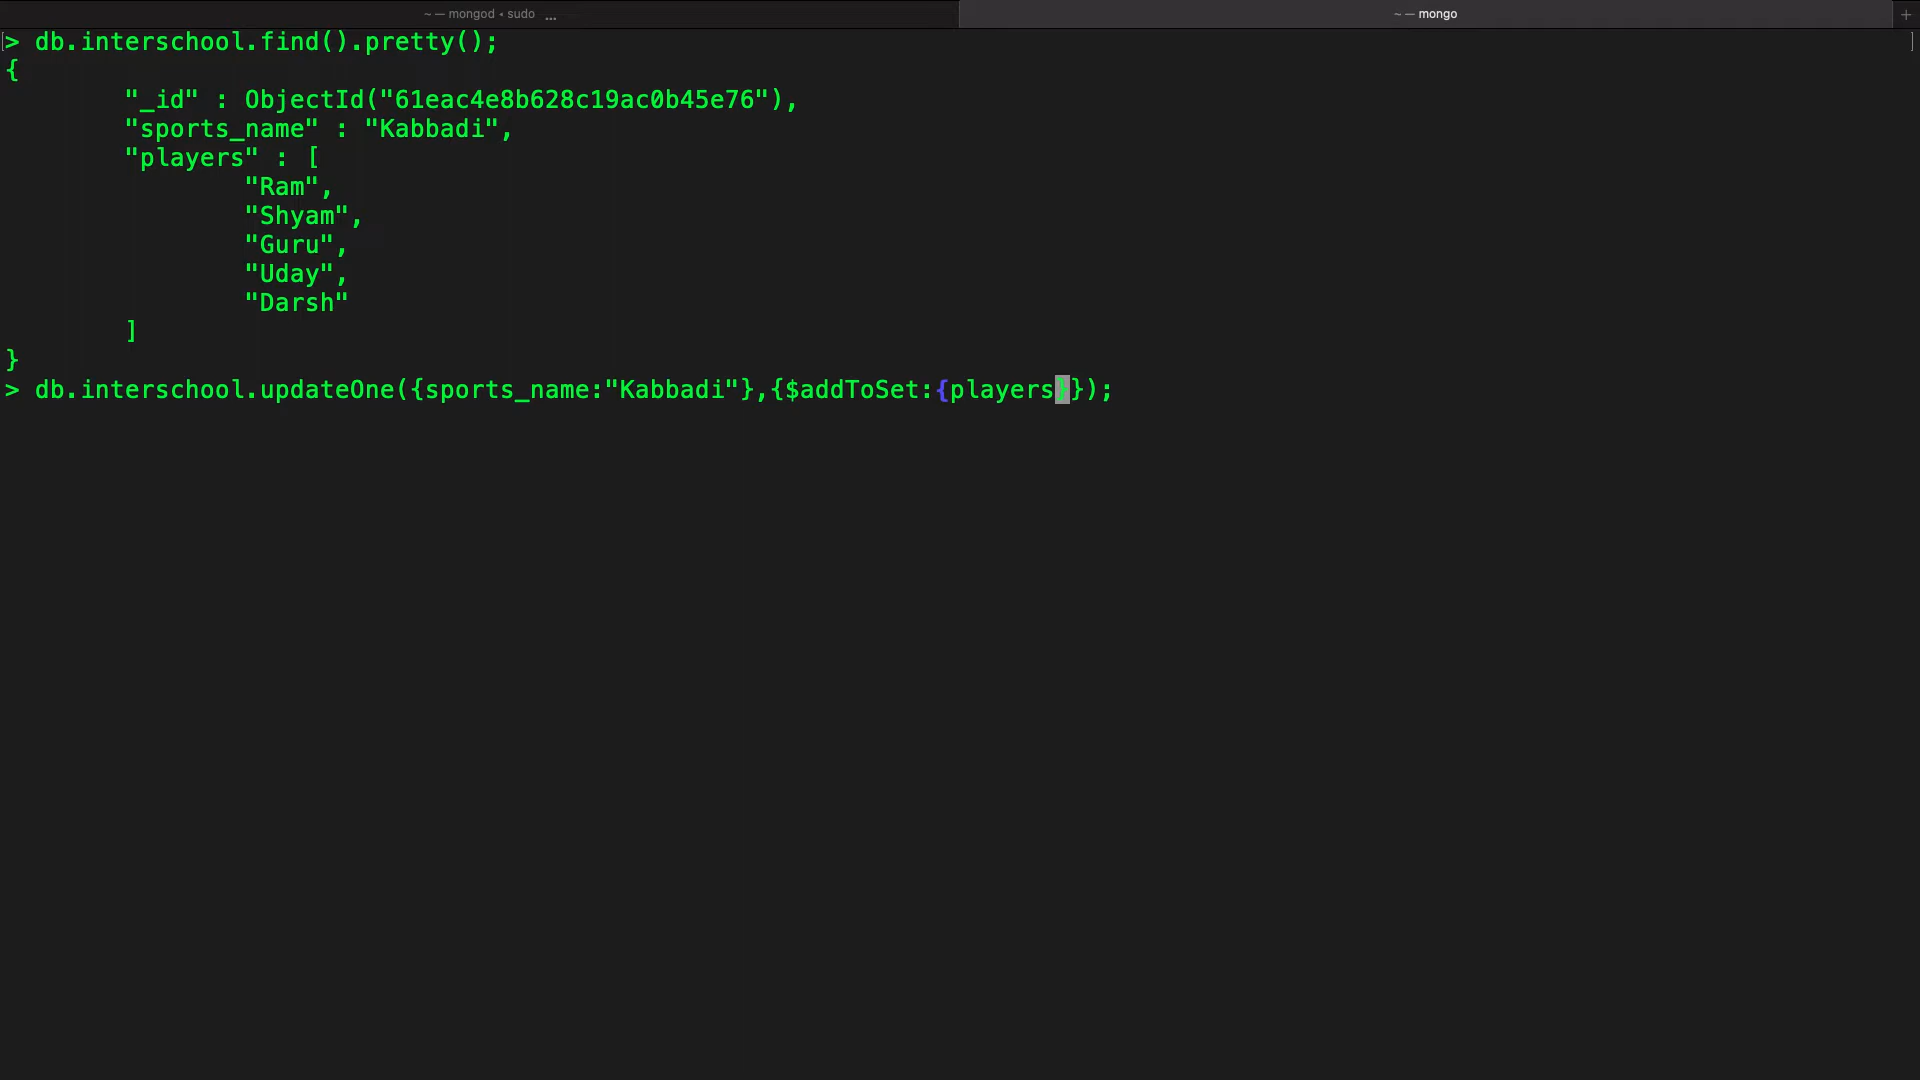 ~ — mongod ◂ sudo ...
~ — mongo
+
> db.interschool.find().pretty();
{
"_id" : ObjectId("61eac4e8b628c19ac0b45e76"),
"sports_name" : "Kabbadi",
"players" : [
"Ram",
"Shyam",
"Guru",
"Uday",
"Darsh"
]
}
> db.interschool.updateOne({sports_name:"Kabbadi"},{$addToSet:{players}});